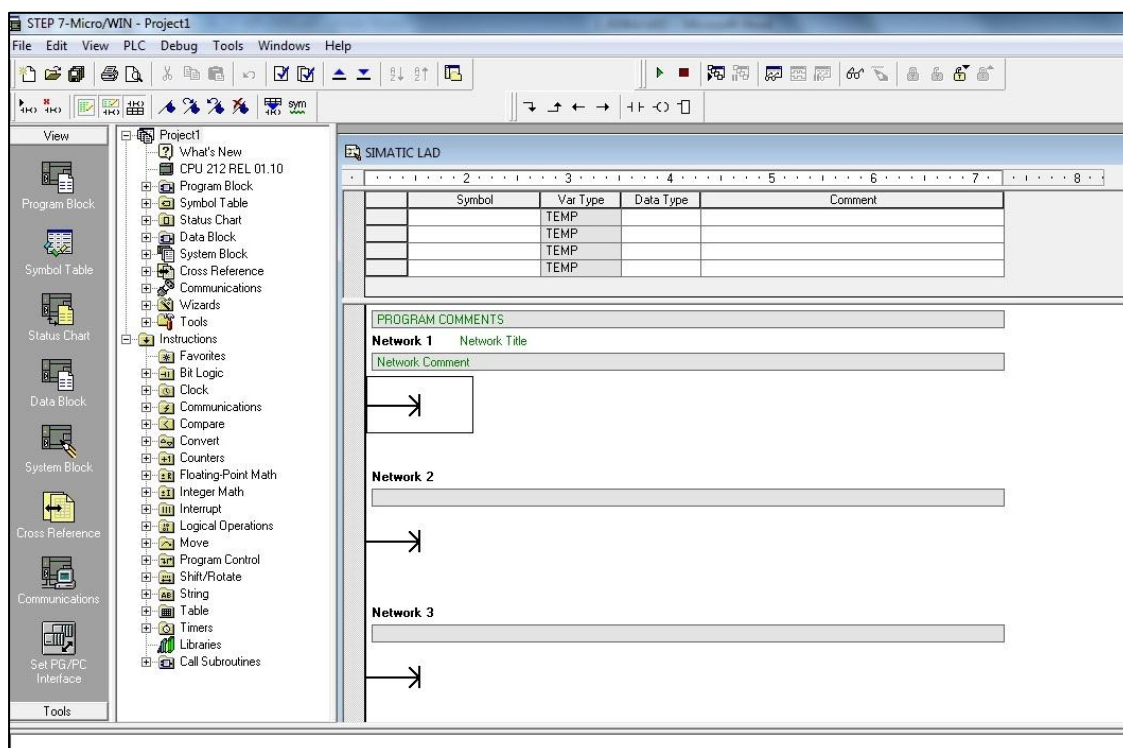 STEP 7-Micro/WIN - Project1
File Edit View PLC Debug Tools Windows Help
sym
View
Program Block
Symbol Table
Status Chart
Data Block
System Block
Cross Reference
Communications
Set PG/PC
Interface
Tools
Project1
What's New
CPU 212 REL 01.10
Program Block
Symbol Table
Status Chart
Data Block
System Block
Cross Reference
Communications
Wizards
Tools
Instructions
Favorites
Bit Logic
Clock
Communications
Compare
Convert
Counters
Floating-Point Math
Integer Math
Interrupt
Logical Operations
Move
Program Control
Shift/Rotate
String
Table
Timers
Libraries
Call Subroutines
SIMATIC LAD
2 3 4 5 6 7 8
Symbol Var Type Data Type Comment
TEMP
TEMP
TEMP
TEMP
PROGRAM COMMENTS
Network 1 Network Title
Network Comment
Network 2
Network 3